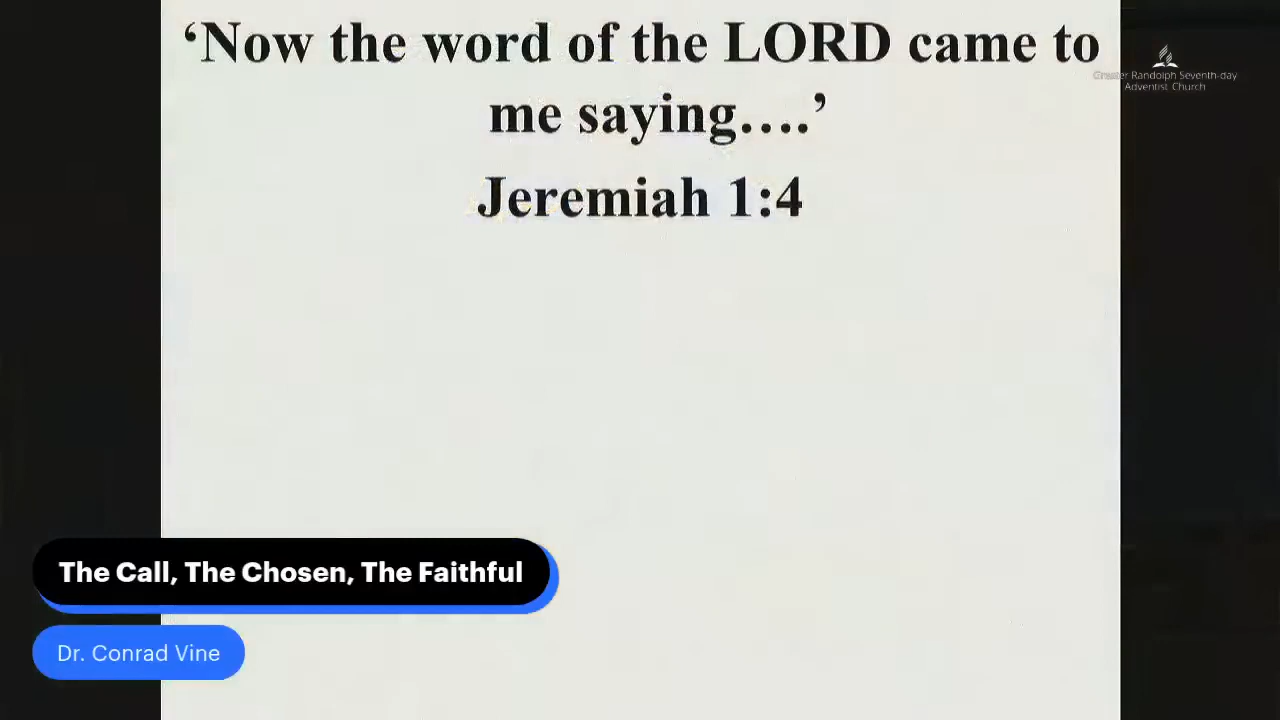 ‘Now the word of the LORD came to
me saying….’
Jeremiah 1:4
Greater Randolph Seventh-day
Adventist Church
The Call, The Chosen, The Faithful
Dr. Conrad Vine